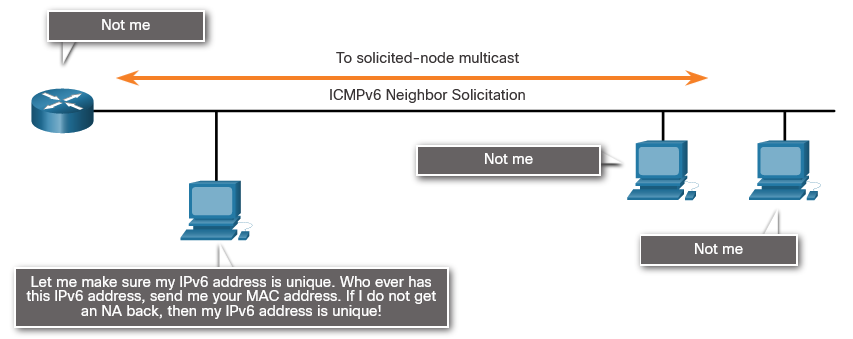 Not me
To solicited-node multicast
ICMPv6 Neighbor Solicitation
Not me
Not me
Let me make sure my IPv6 address is unique. Who ever has
this IPv6 address, send me your MAC address. If I do not get
an NA back, then my IPv6 address is unique!